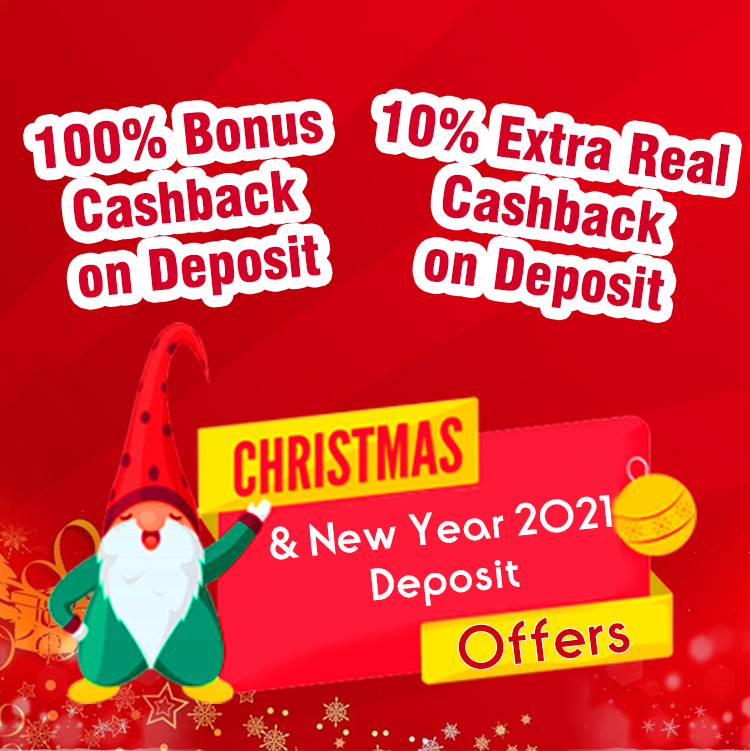 100% Bonus
Cashback
on Deposit
10% Extra Real
Cashback
on Deposit
CHRISTMAS
& New Year 2021
Deposit
Offers